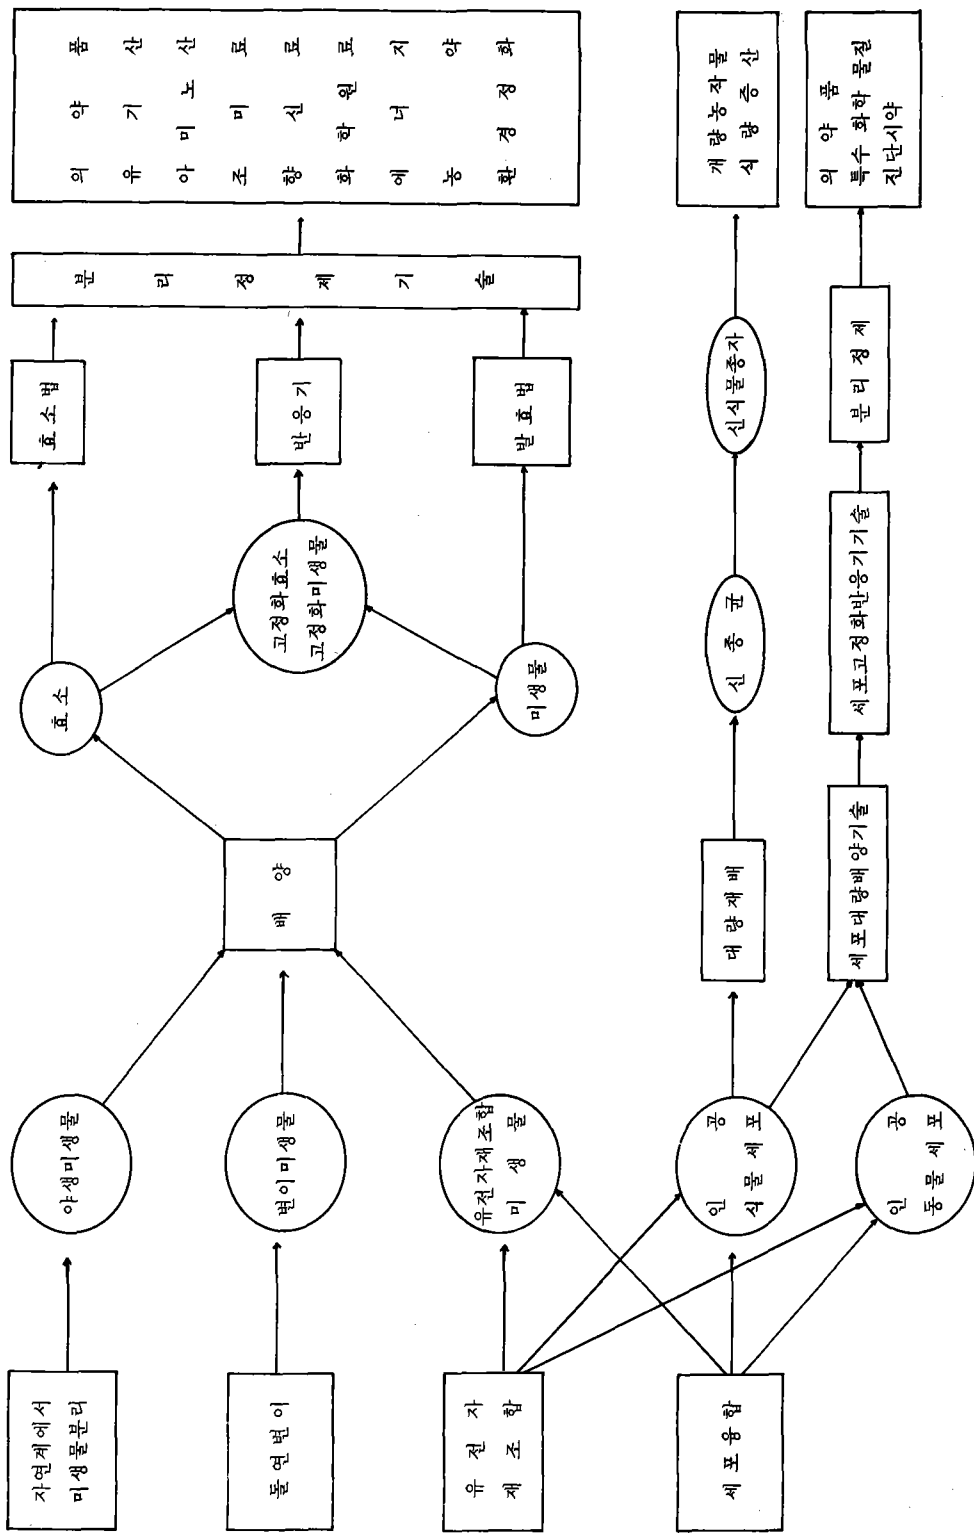 자연계에서
미생물분리
돌연변이
유 전 자
재 조 합
세포융합
야생미생물
변이미생물
유전자재조합
미 생 물
인 공
식물세포
인 공
동물세포
배 양
대량재배
세포대량배양기술
효소
미생물
고정화효소
고정화미생물
신 종 균
세포고정화반응기기술
효소법
반응기
발효법
신식물종자
분리정제
분 리 정 제 기 술
의 약 품
유 기 산
아 미 노 산
조 미 료
향 신 료
화 학 원 료
에 너 지
농 약
환 경 정 화
개량농작물
식량증산
의 약 품
특수 화학 물질
진단시약